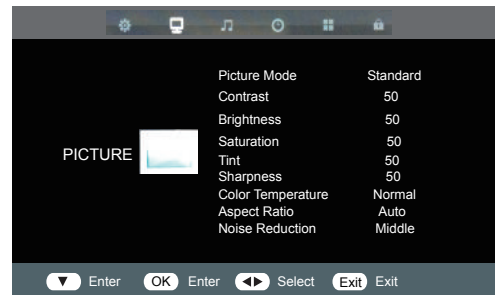 Picture Mode Standard
Contrast 50
Brightness 50
Saturation 50
PICTURE
Tint 50
Sharpness 50
Color Temperature Normal
Aspect Ratio Auto
Noise Reduction Middle
▼ Enter OK Enter ◀▶ Select Exit Exit